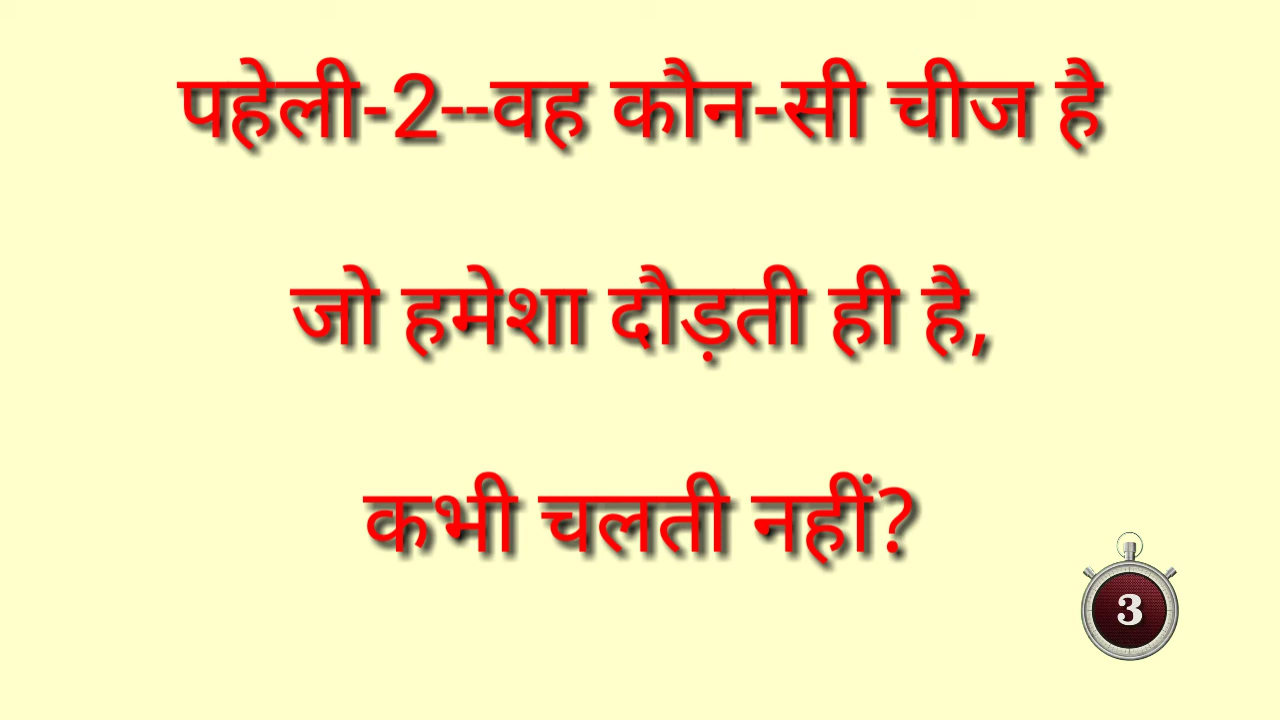 पहेली-2--वह कौन-सी चीज है
जो हमेशा दौड़ती ही है,
कभी चलती नहीं?
3